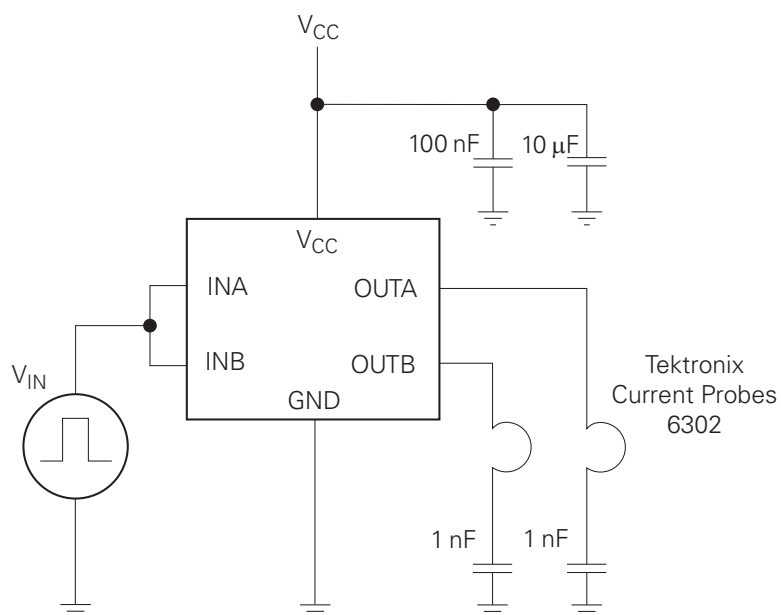 V_CC
100 nF 10 μF
V_CC
INA OUTA
INB OUTB
GND
V_IN
Tektronix
Current Probes
6302
1 nF 1 nF